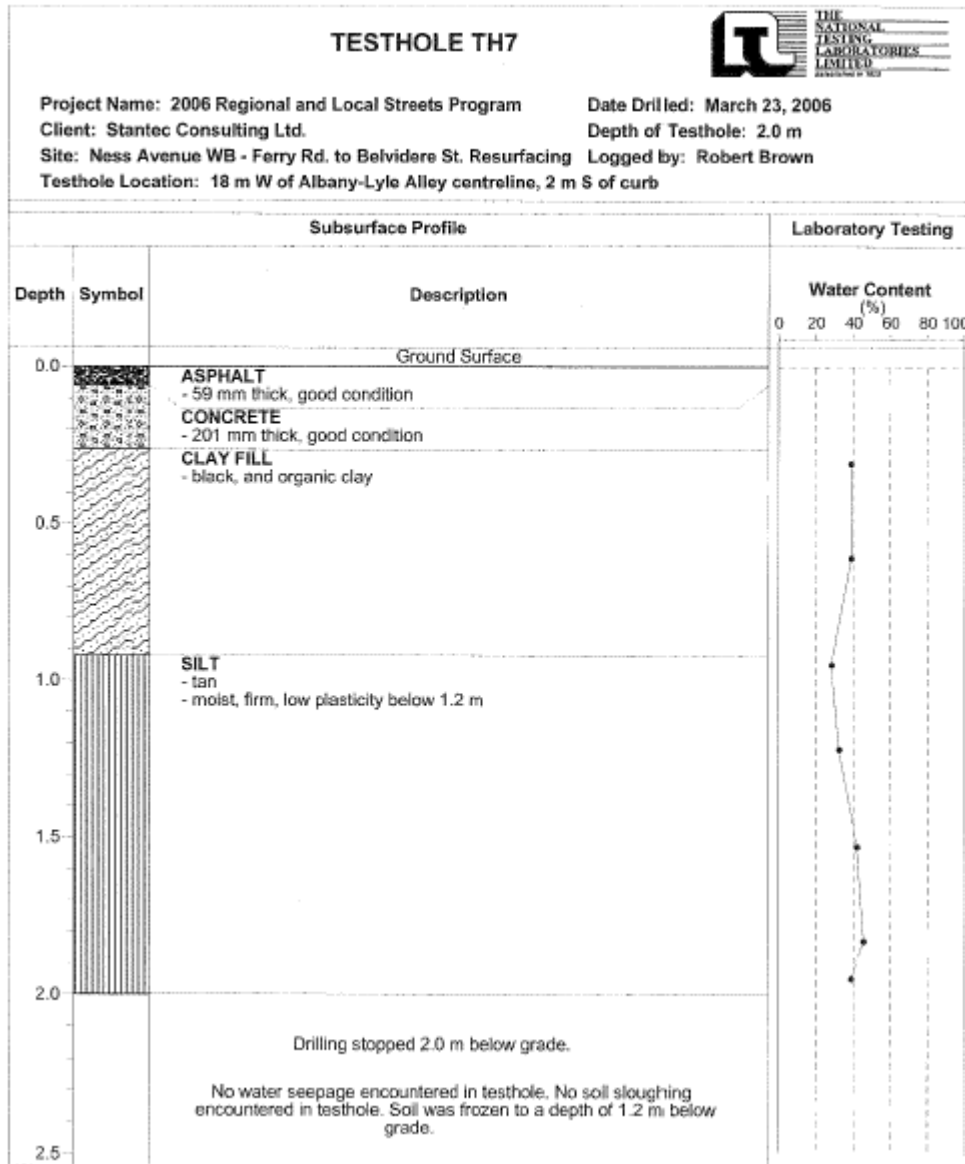 TESTHOLE TH7
THE
NATIONAL
TESTING
LABORATORIES
LIMITED
Project Name: 2006 Regional and Local Streets Program
Date Drilled: March 23, 2006
Client: Stantec Consulting Ltd.
Depth of Testhole: 2.0 m
Site: Ness Avenue WB - Ferry Rd. to Belvidere St. Resurfacing
Logged by: Robert Brown
Testhole Location: 18 m W of Albany-Lyle Alley centreline, 2 m S of curb
Subsurface Profile
Laboratory Testing
Depth
Symbol
Description
Water Content
(%)
0 20 40 60 80 100
Ground Surface
0.0
ASPHALT
- 59 mm thick, good condition
CONCRETE
- 201 mm thick, good condition
CLAY FILL
- black, and organic clay
0.5
SILT
1.0
- tan
- moist, firm, low plasticity below 1.2 m
1.5
2.0
Drilling stopped 2.0 m below grade.
No water seepage encountered in testhole. No soil sloughing
encountered in testhole. Soil was frozen to a depth of 1.2 m below
grade.
2.5